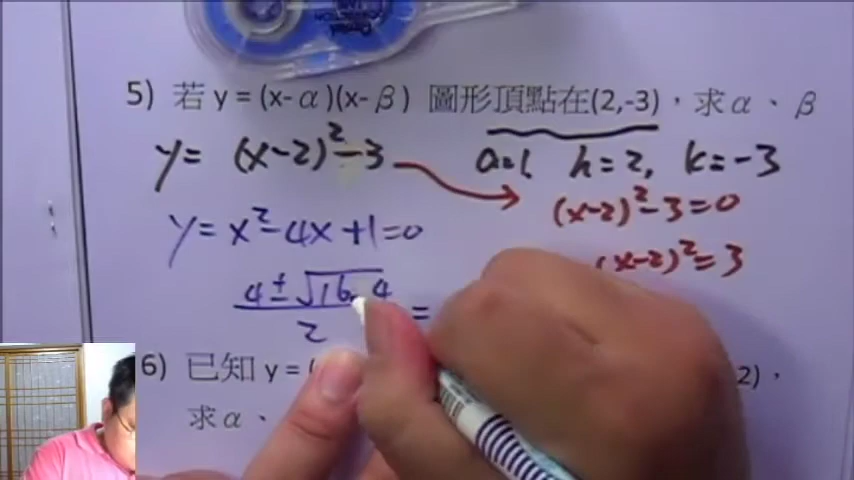 5) 若 y = (x-α)(x-β) 圖形頂點在(2,-3)，求α、β
y= (x-2)²-3 a=1 h=2, k=-3
(x-2)²-3=0
y= x²-4x+1=0
(x-2)²=3
4±√16-4 =
2
6) 已知 y = ( 2)，
求α、